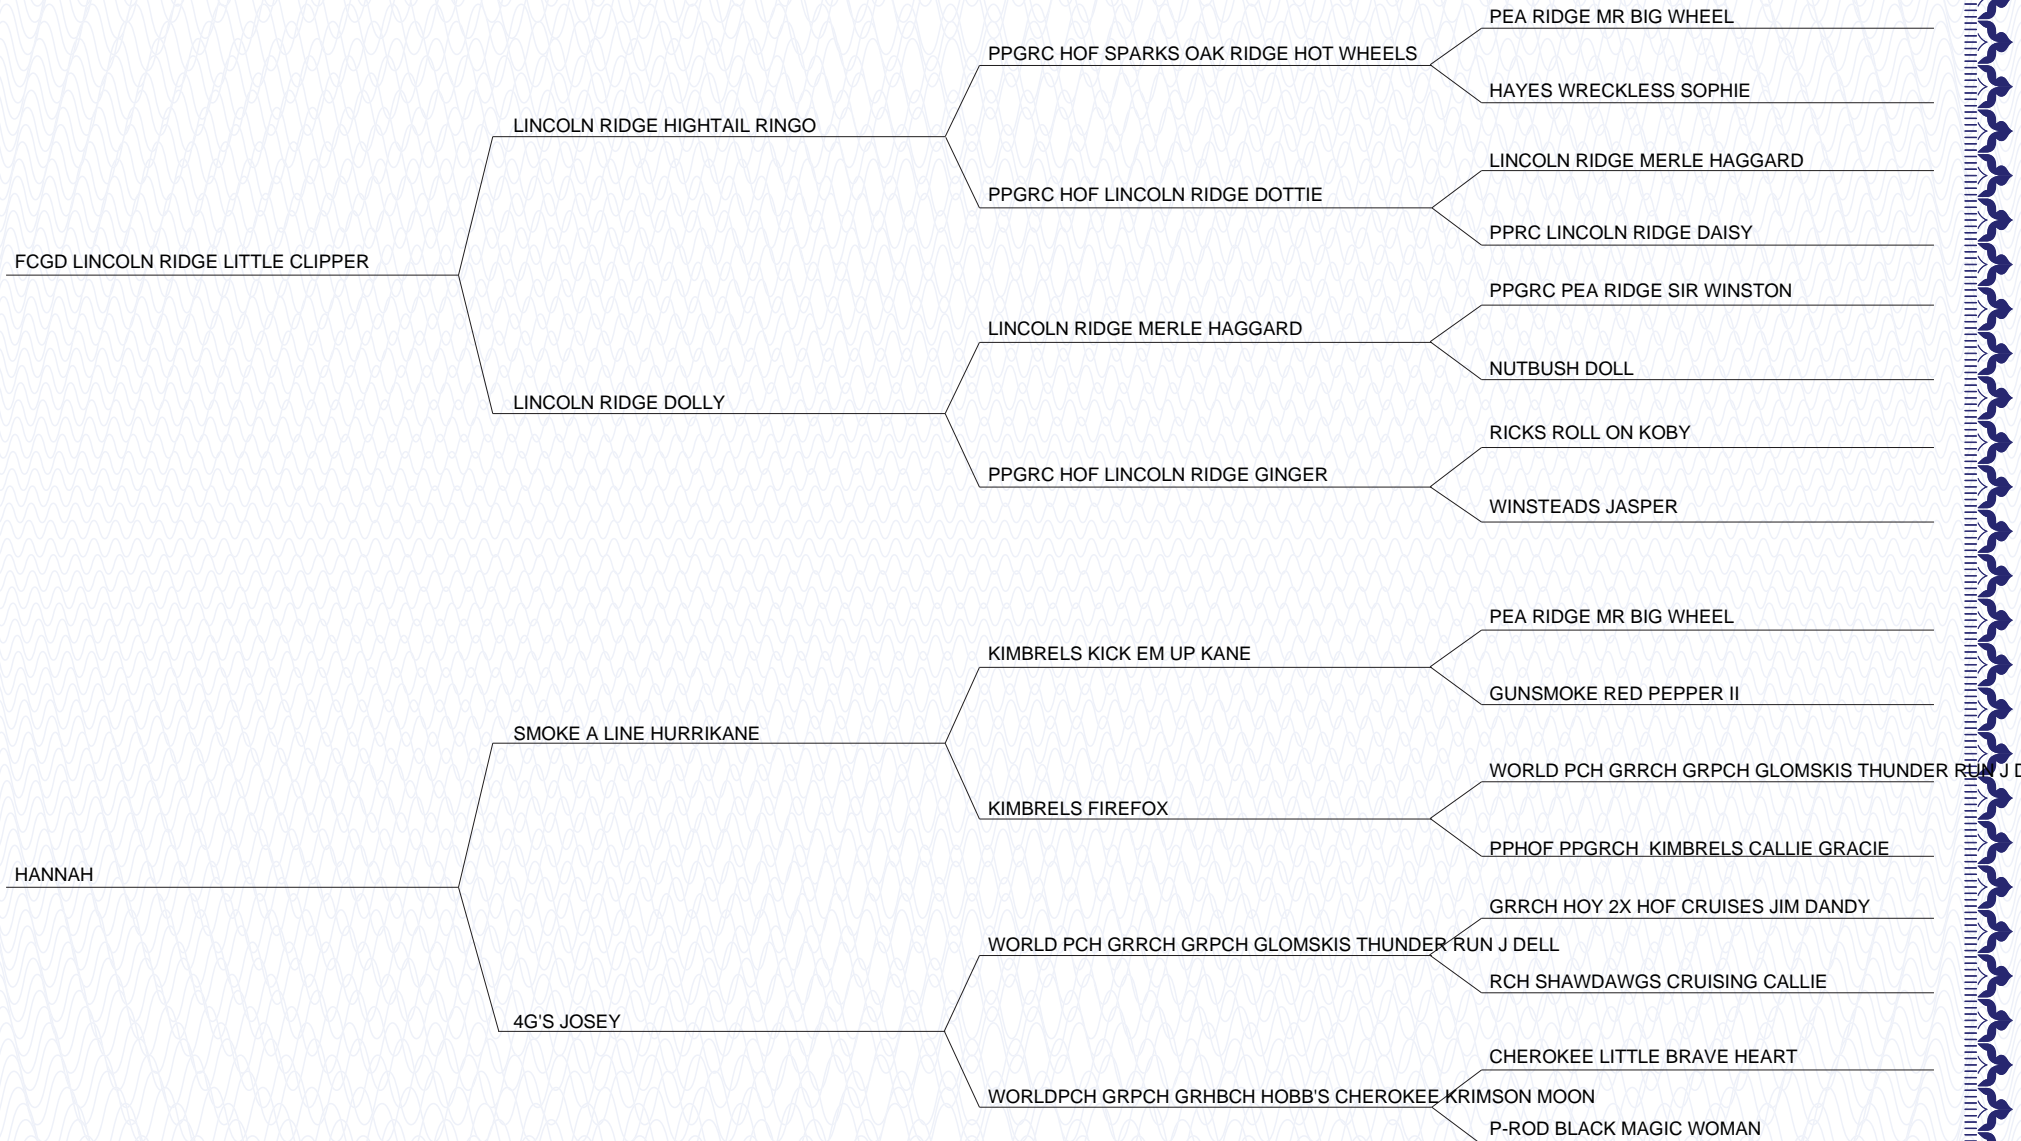 PEA RIDGE MR BIG WHEEL
PPGRC HOF SPARKS OAK RIDGE HOT WHEELS
HAYES WRECKLESS SOPHIE
LINCOLN RIDGE HIGHTAIL RINGO
LINCOLN RIDGE MERLE HAGGARD
PPGRC HOF LINCOLN RIDGE DOTTIE
PPRC LINCOLN RIDGE DAISY
FCGD LINCOLN RIDGE LITTLE CLIPPER
PPGRC PEA RIDGE SIR WINSTON
LINCOLN RIDGE MERLE HAGGARD
NUTBUSH DOLL
LINCOLN RIDGE DOLLY
RICKS ROLL ON KOBY
PPGRC HOF LINCOLN RIDGE GINGER
WINSTEADS JASPER
PEA RIDGE MR BIG WHEEL
KIMBRELS KICK EM UP KANE
GUNSMOKE RED PEPPER II
SMOKE A LINE HURRIKANE
WORLD PCH GRRCH GRPCH GLOMSKIS THUNDER RUN J D
KIMBRELS FIREFOX
PPHOF PPGRCH KIMBRELS CALLIE GRACIE
HANNAH
GRRCH HOY 2X HOF CRUISES JIM DANDY
WORLD PCH GRRCH GRPCH GLOMSKIS THUNDER RUN J DELL
RCH SHAWDAWGS CRUISING CALLIE
4G'S JOSEY
CHEROKEE LITTLE BRAVE HEART
WORLDPCH GRPCH GRHBCH HOBB'S CHEROKEE KRIMSON MOON
P-ROD BLACK MAGIC WOMAN